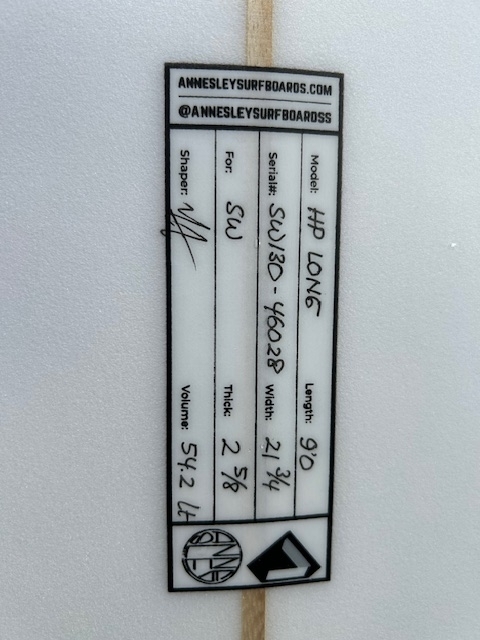 ANNESLEYSURFBOARDS.COM
@ANNESLEYSURFBOARDSS
Model: HP LONG Length: 9'0
Serial#: SW130-46028 Width: 21 3/4
For: SW Thick: 2 5/8
Shaper: Volume: 54.2 Lt